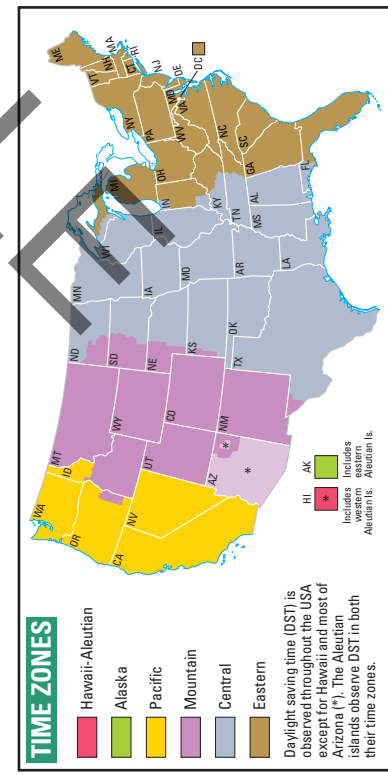 TIME ZONES
Hawaii-Aleutian
Alaska
Pacific
Mountain
Central
Eastern
Daylight saving time (DST) is
observed throughout the USA
except for Hawaii and most of
Arizona (*). The Aleutian
islands observe DST in both
their time zones.
WA
OR
CA
NV
ID
MT
WY
UT
AZ
*
*
CO
NM
ND
SD
NE
KS
OK
TX
MN
IA
MO
AR
LA
WI
IL
MS
AL
TN
KY
IN
MI
OH
WV
VA
NC
SC
GA
FL
PA
NY
VT
NH
ME
MA
CT
RI
NJ
DE
MD
DC
HI
*
Includes
western
Aleutian Is.
AK
Includes
eastern
Aleutian Is.